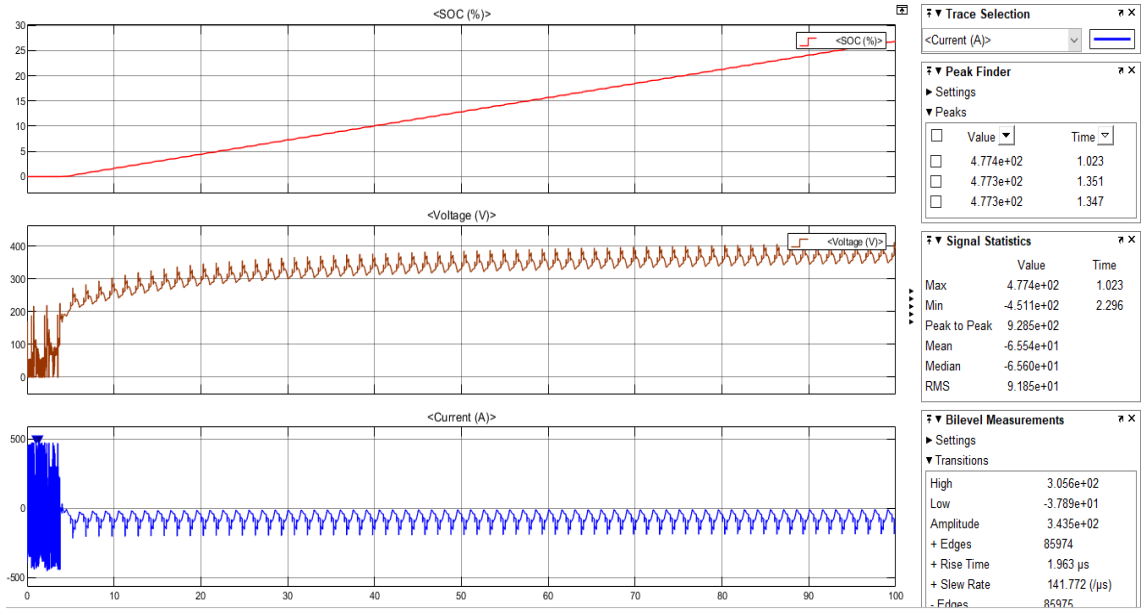 <SOC (%)>
30
25
20
15
10
5
0
<SOC (%)>
<Voltage (V)>
400
300
200
100
0
<Voltage (V)>
<Current (A)>
500
0
-500
0 10 20 30 40 50 60 70 80 90 100
Trace Selection
<Current (A)>
Peak Finder
Settings
Peaks
Value Time
4.774e+02 1.023
4.773e+02 1.351
4.773e+02 1.347
Signal Statistics
Value Time
Max 4.774e+02 1.023
Min -4.511e+02 2.296
Peak to Peak 9.285e+02
Mean -6.554e+01
Median -6.560e+01
RMS 9.185e+01
Bilevel Measurements
Settings
Transitions
High 3.056e+02
Low -3.789e+01
Amplitude 3.435e+02
+ Edges 85974
+ Rise Time 1.963 µs
+ Slew Rate 141.772 (/µs)
- Edges 85975